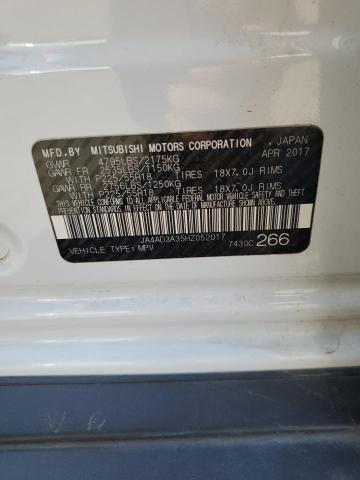 MFD.BY MITSUBISHI MOTORS CORPORATION , JAPAN
GVWR 4795LBS/2175KG APR 2017
GAWR FR 2535LBS/1150KG
WITH P225/55R18 TIRES 18X7.0J RIMS
GAWR RR 2756LBS/1250KG
WITH P225/55R18 TIRES 18X7.0J RIMS
THIS VEHICLE CONFORMS TO ALL APPLICABLE
FEDERAL MOTOR VEHICLE SAFETY AND
THEFT PREVENTION STANDARDS IN EFFECT ON
THE DATE OF MANUFACTURE SHOWN ABOVE.
JA4AD3A35HZ052017 7430C 266
VEHICLE TYPE: MPV